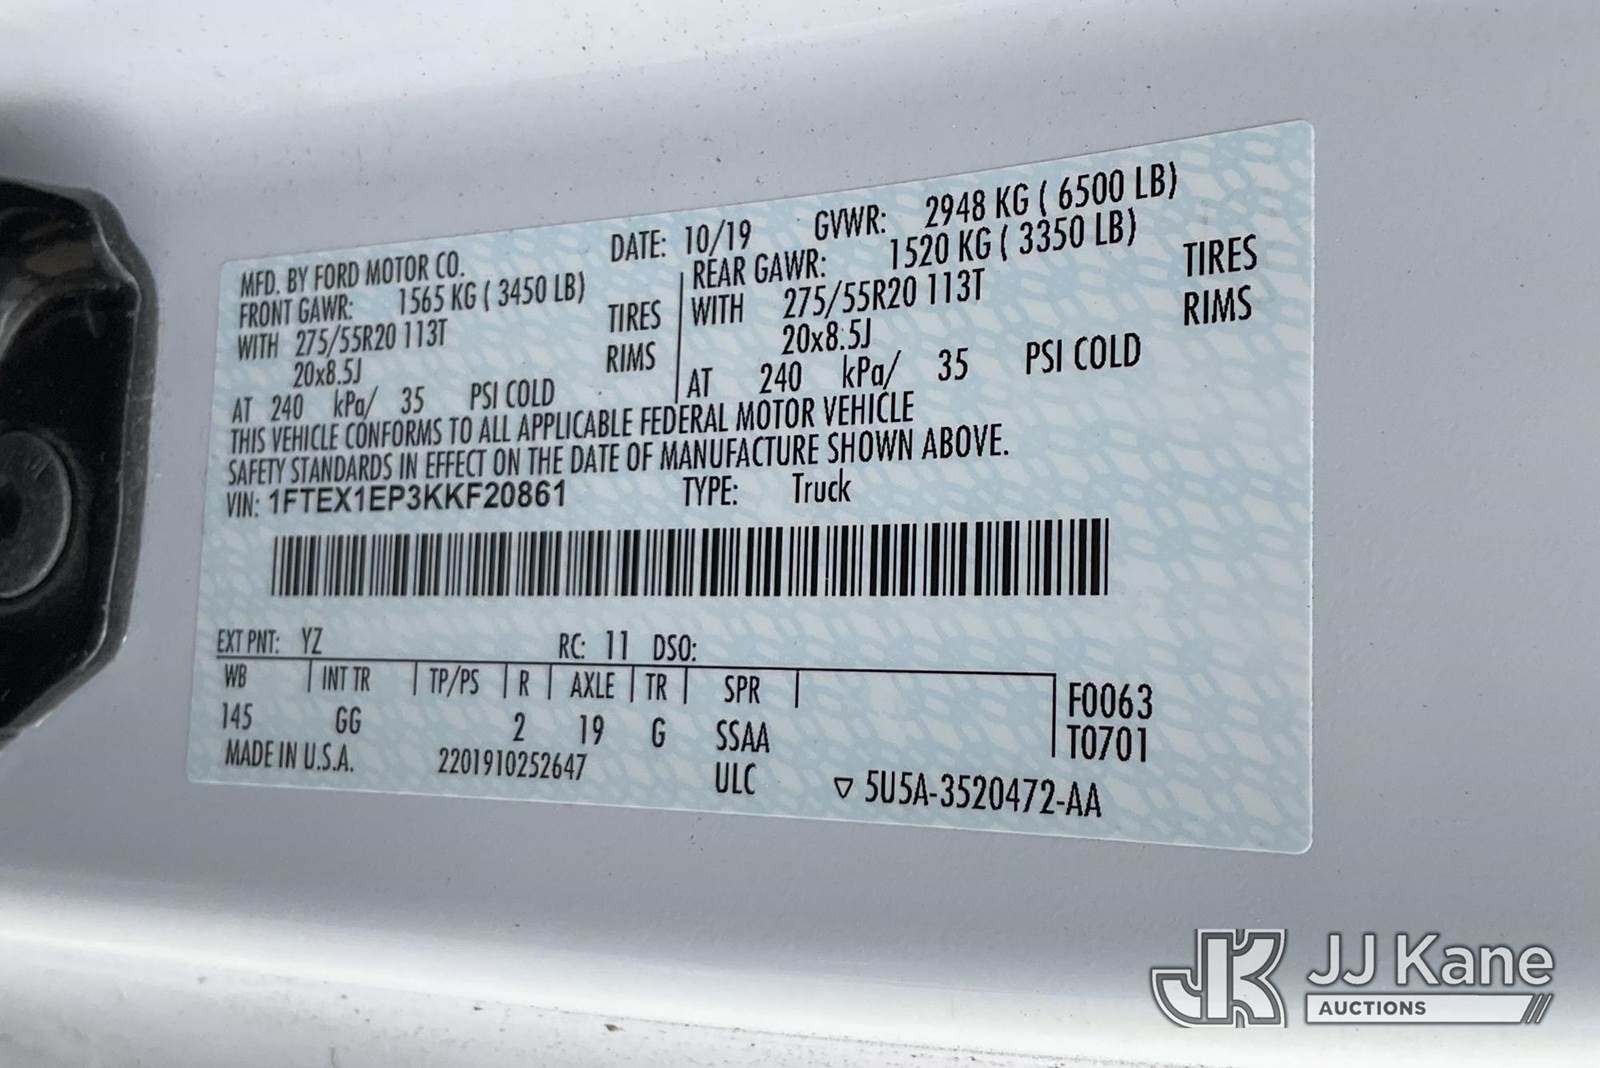 MFD. BY FORD MOTOR CO.
DATE: 10/19 GVWR: 2948 KG ( 6500 LB)
FRONT GAWR: 1565 KG ( 3450 LB)
WITH 275/55R20 113T TIRES
20x8.5J RIMS
AT 240 kPa/ 35 PSI COLD
REAR GAWR: 1520 KG ( 3350 LB)
WITH 275/55R20 113T TIRES
20x8.5J RIMS
AT 240 kPa/ 35 PSI COLD
THIS VEHICLE CONFORMS TO ALL APPLICABLE FEDERAL MOTOR VEHICLE
SAFETY STANDARDS IN EFFECT ON THE DATE OF MANUFACTURE SHOWN ABOVE.
VIN: 1FTEX1EP3KKF20861 TYPE: Truck
EXT PNT: YZ RC: 11 DSO:
WB INT TR TP/PS R AXLE TR SPR
145 GG 2 19 G SSAA
F0063
T0701
MADE IN U.S.A. 2201910252647 ULC ▽ 5U5A-3520472-AA
JK JJ Kane
AUCTIONS